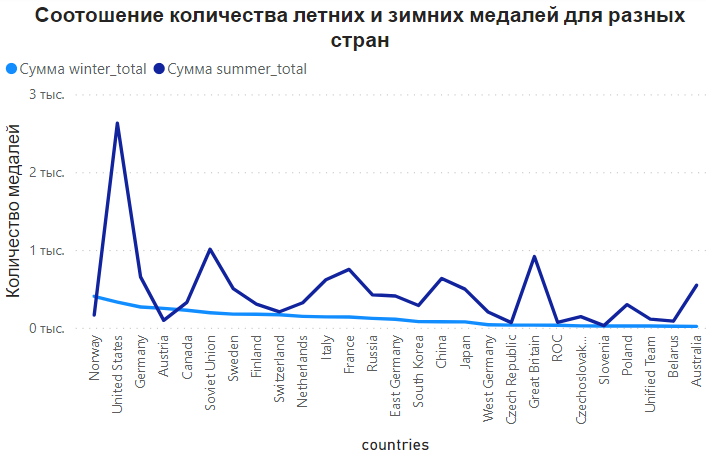 Соотошение количества летних и зимних медалей для разных
стран
Сумма winter_total Сумма summer_total
Количество медалей
3 тыс.
2 тыс.
1 тыс.
0 тыс.
Norway
United States
Germany
Austria
Canada
Soviet Union
Sweden
Finland
Switzerland
Netherlands
Italy
France
Russia
East Germany
South Korea
China
Japan
West Germany
Czech Republic
Great Britain
ROC
Czechoslovak...
Slovenia
Poland
Unified Team
Belarus
Australia
countries